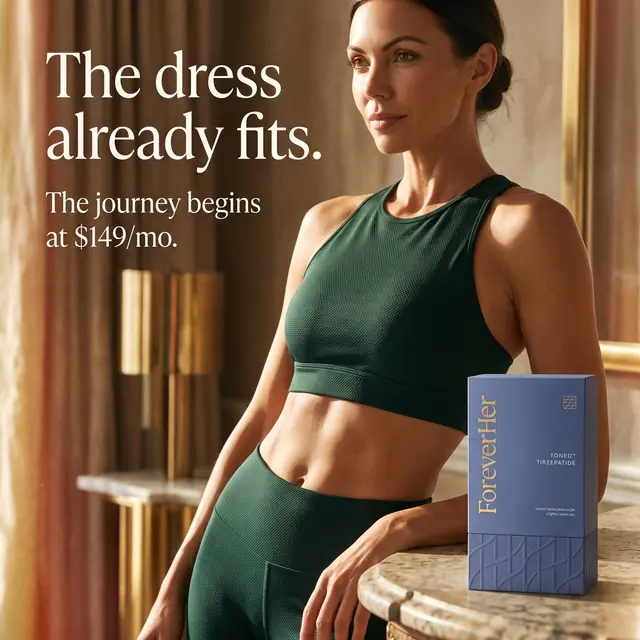 The dress
already fits.
The journey begins
at $149/mo.
ForeverHer
TONED™
TIRZEPATIDE